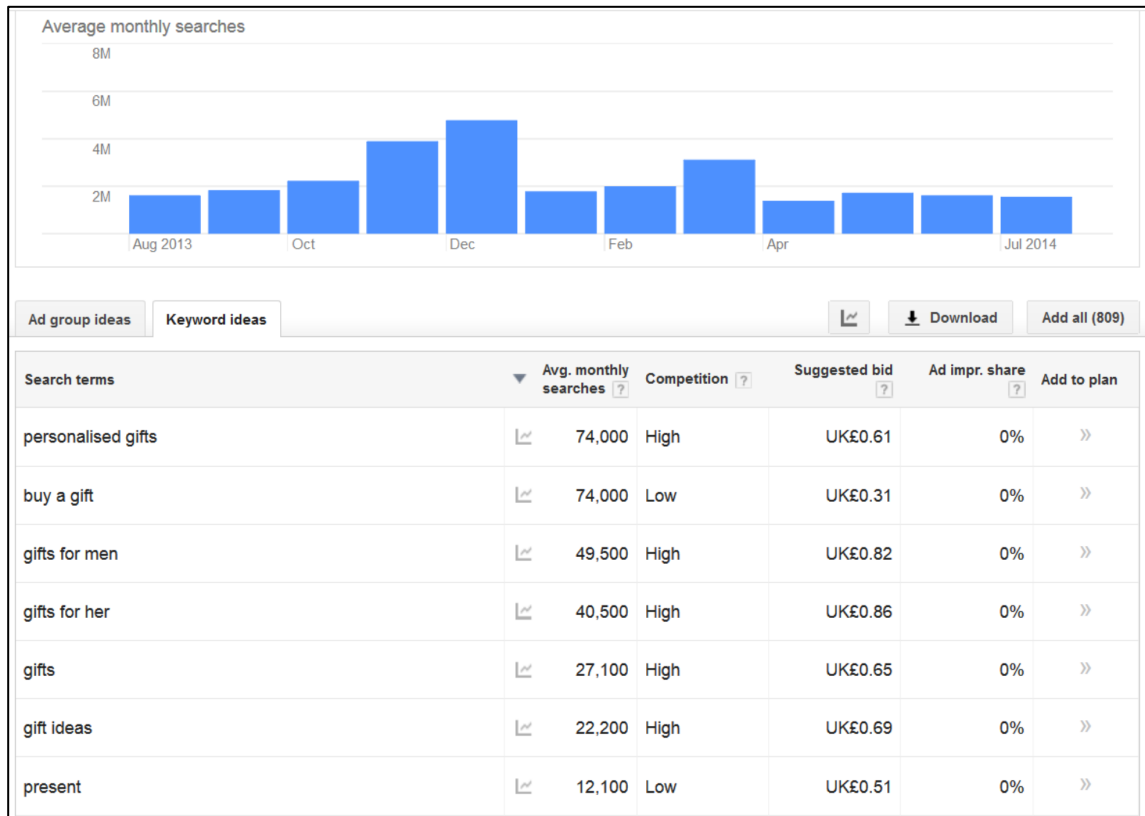 Average monthly searches
8M
6M
4M
2M
Aug 2013 Oct Dec Feb Apr Jul 2014
Ad group ideas Keyword ideas Download Add all (809)
Search terms Avg. monthly searches ? Competition ? Suggested bid ? Ad impr. share ? Add to plan
personalised gifts 74,000 High UK£0.61 0% »
buy a gift 74,000 Low UK£0.31 0% »
gifts for men 49,500 High UK£0.82 0% »
gifts for her 40,500 High UK£0.86 0% »
gifts 27,100 High UK£0.65 0% »
gift ideas 22,200 High UK£0.69 0% »
present 12,100 Low UK£0.51 0% »